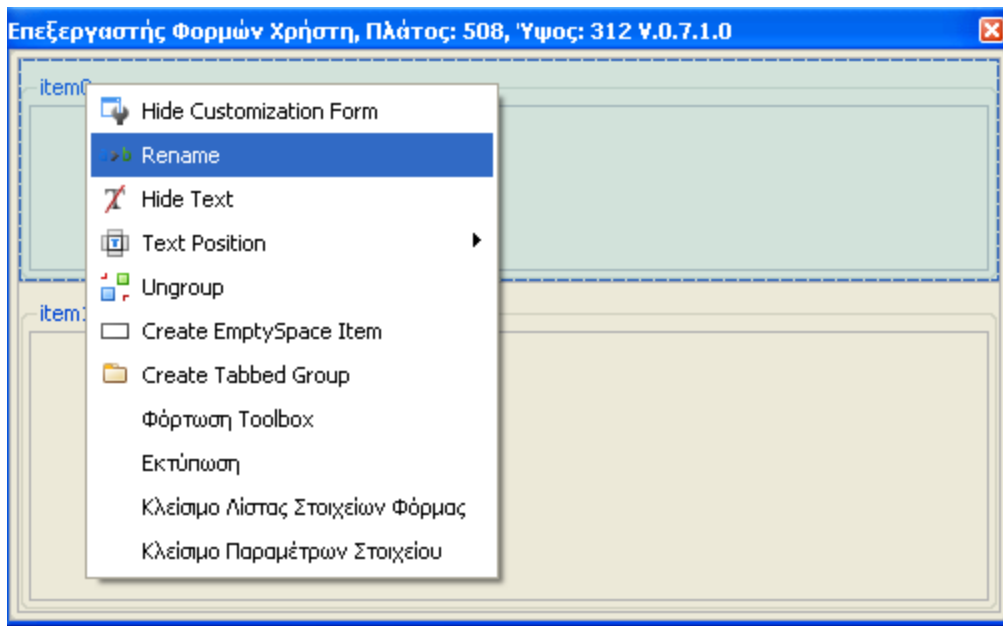 Επεξεργαστής Φορμών Χρήστη, Πλάτος: 508, Ύψος: 312 V.0.7.1.0
item0
Hide Customization Form
Rename
Hide Text
Text Position
Ungroup
item1
Create EmptySpace Item
Create Tabbed Group
Φόρτωση Toolbox
Εκτύπωση
Κλείσιμο Λίστας Στοιχείων Φόρμας
Κλείσιμο Παραμέτρων Στοιχείου